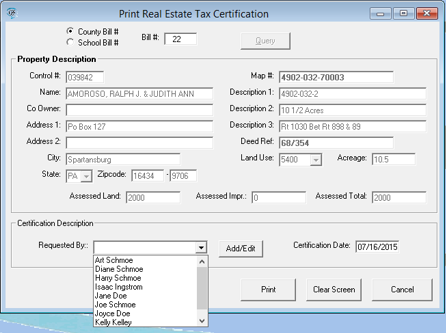 Print Real Estate Tax Certification
County Bill #
School Bill #
Bill #: 22
Query
Property Description
Control #: 039842
Map #: 4902-032-70003
Name: AMOROSO, RALPH J. & JUDITH ANN
Description 1: 4902-032-2
Co Owner:
Description 2: 10 1/2 Acres
Address 1: Po Box 127
Description 3: Rt 1030 Bet Rt 89B & 89
Address 2:
Deed Ref: 68/354
City: Spartansburg
Land Use: 5400 Acreage: 10.5
State: PA Zipcode: 16434 - 9706
Assessed Land: 2000 Assessed Impr.: 0 Assessed Total: 2000
Certification Description
Requested By:: Add/Edit Certification Date: 07/16/2015
Art Schmoe
Diane Schmoe
Harry Schmoe
Isaac Ingstrom
Jane Doe
Joe Schmoe
Joyce Doe
Kelly Kelley
Print Clear Screen Cancel